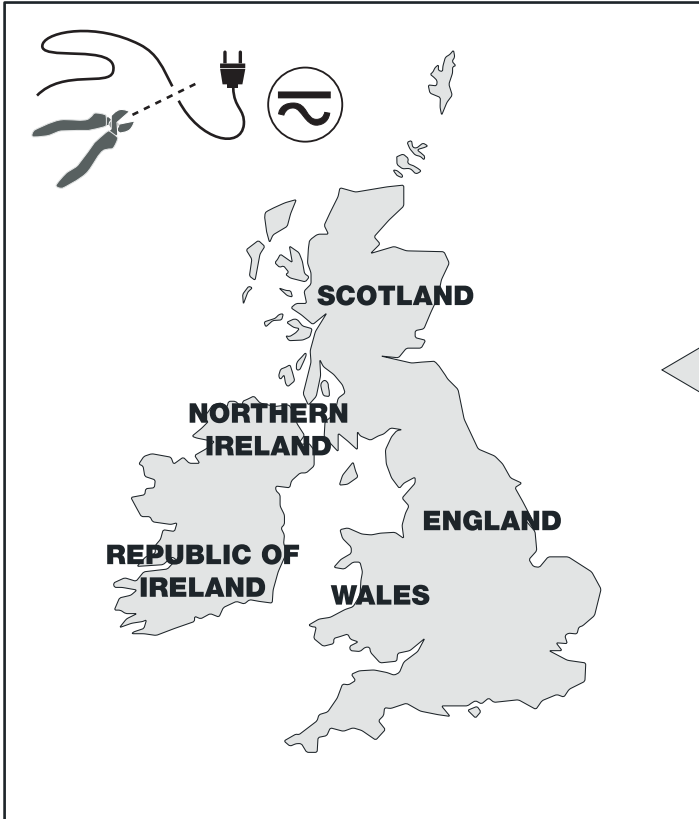 SCOTLAND
NORTHERN
IRELAND
ENGLAND
REPUBLIC OF
IRELAND
WALES